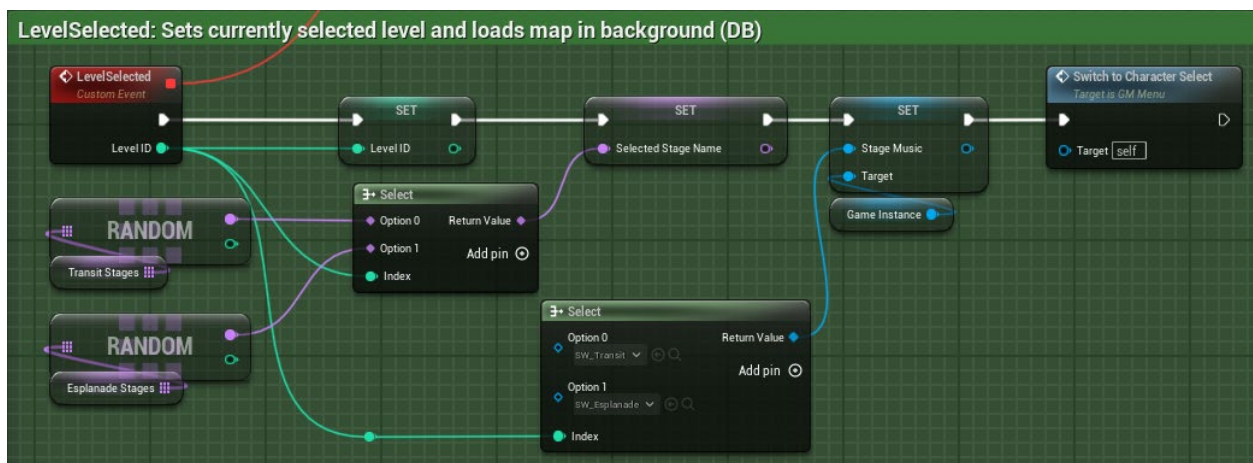 LevelSelected: Sets currently selected level and loads map in background (DB)
LevelSelected
Custom Event
Level ID
SET
Level ID
SET
Selected Stage Name
SET
Stage Music
Target
Game Instance
Switch to Character Select
Target is GM Menu
Target self
RANDOM
Transit Stages
RANDOM
Esplanade Stages
Select
Option 0 Return Value
Option 1
Add pin
Index
Select
Option 0 Return Value
SW_Transit
Add pin
Option 1
SW_Esplanade
Index